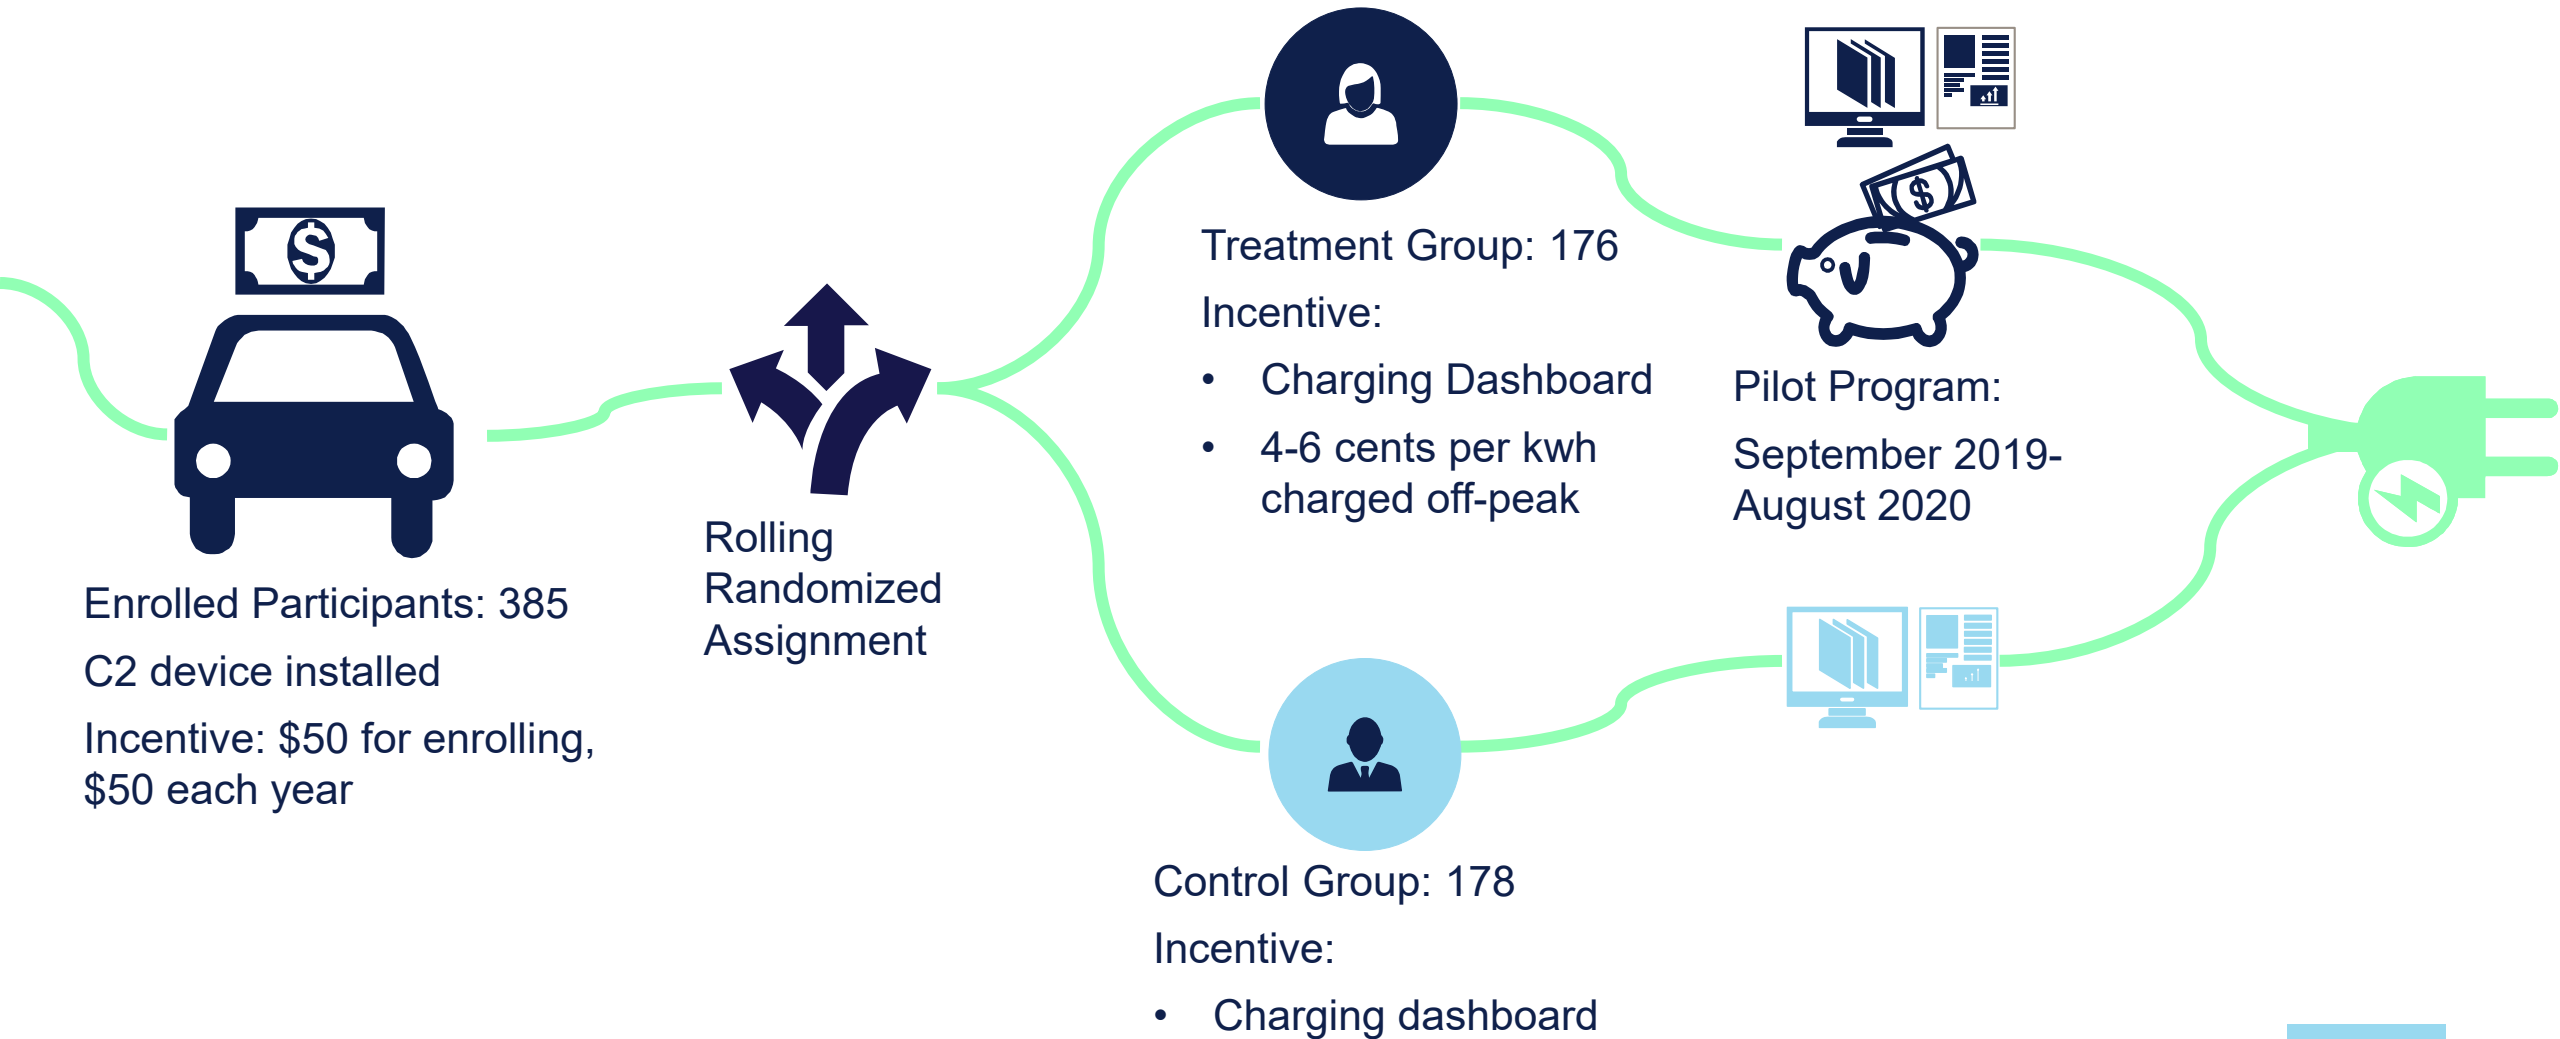 Enrolled Participants: 385
C2 device installed
Incentive: $50 for enrolling,
$50 each year
Rolling
Randomized
Assignment
Treatment Group: 176
Incentive:
• Charging Dashboard
• 4-6 cents per kwh
charged off-peak
Pilot Program:
September 2019-
August 2020
Control Group: 178
Incentive:
• Charging dashboard